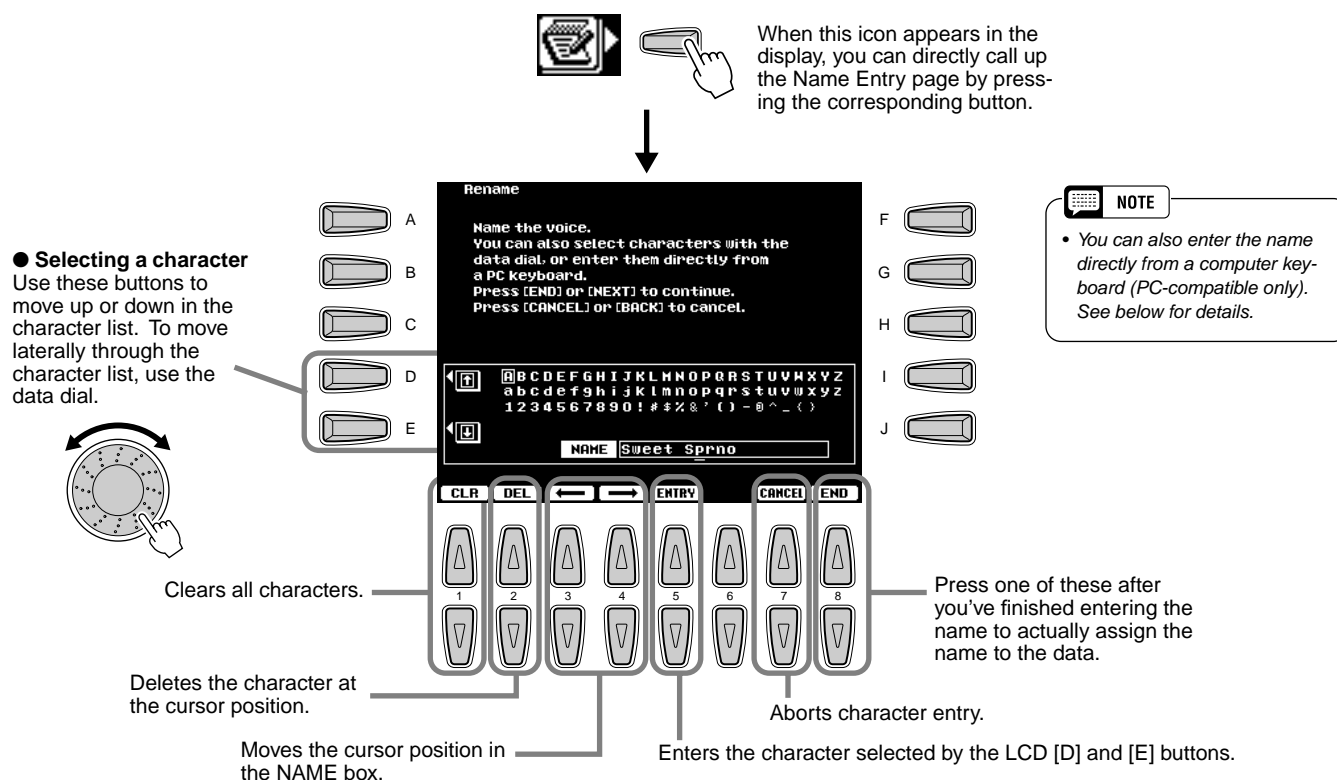 When this icon appears in the
display, you can directly call up
the Name Entry page by press-
ing the corresponding button.
Rename
Name the voice.
You can also select characters with the
data dial, or enter them directly from
a PC keyboard.
Press [END] or [NEXT] to continue.
Press [CANCEL] or [BACK] to cancel.
A
B
C
D
E
F
G
H
I
J
NOTE
• You can also enter the name
directly from a computer key-
board (PC-compatible only).
See below for details.
● Selecting a character
Use these buttons to
move up or down in the
character list. To move
laterally through the
character list, use the
data dial.
ABCDEFGHIJKLMNOPQRSTUVWXYZ
abcdefghijklmnopqrstuvwxyz
1234567890!#$%&'()-@^_{}
NAME Sweet Sprno
CLR DEL ← → ENTRY CANCEL END
1 2 3 4 5 6 7 8
Clears all characters.
Deletes the character at
the cursor position.
Moves the cursor position in
the NAME box.
Enters the character selected by the LCD [D] and [E] buttons.
Aborts character entry.
Press one of these after
you've finished entering the
name to actually assign the
name to the data.